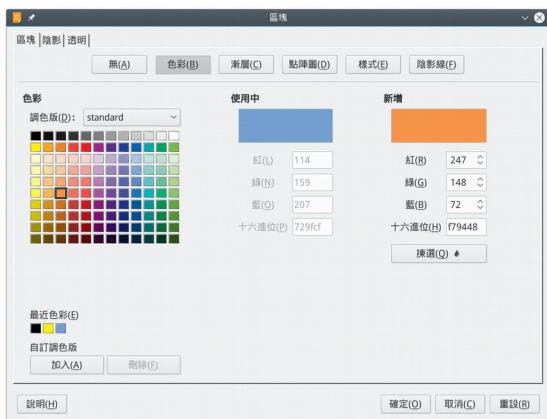 區塊
區塊 陰影 透明
無(A) 色彩(B) 漸層(C) 點陣圖(D) 樣式(E) 陰影線(F)
色彩 使用中 新增
調色版(D): standard
紅(L) 114 紅(R) 247
綠(N) 159 綠(G) 148
藍(O) 207 藍(B) 72
十六進位(P) 729fcf 十六進位(H) f79448
揀選(Q)
最近色彩(E)
自訂調色版
加入(A) 刪除(F)
說明(H) 確定(O) 取消(C) 重設(R)